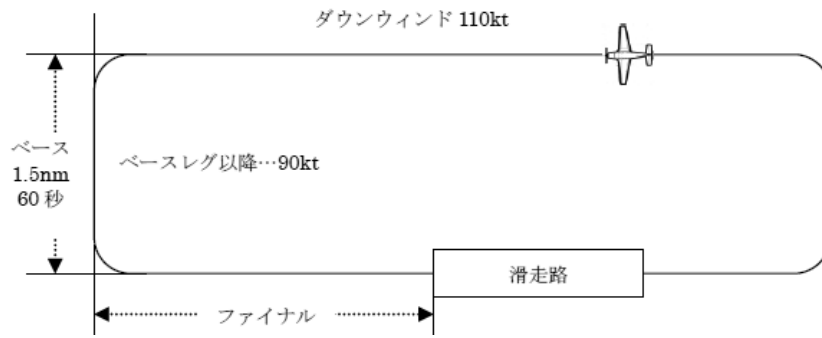 ダウンウィンド 110kt
ベース
1.5nm
60 秒
ベースレグ以降…90kt
滑走路
ファイナル